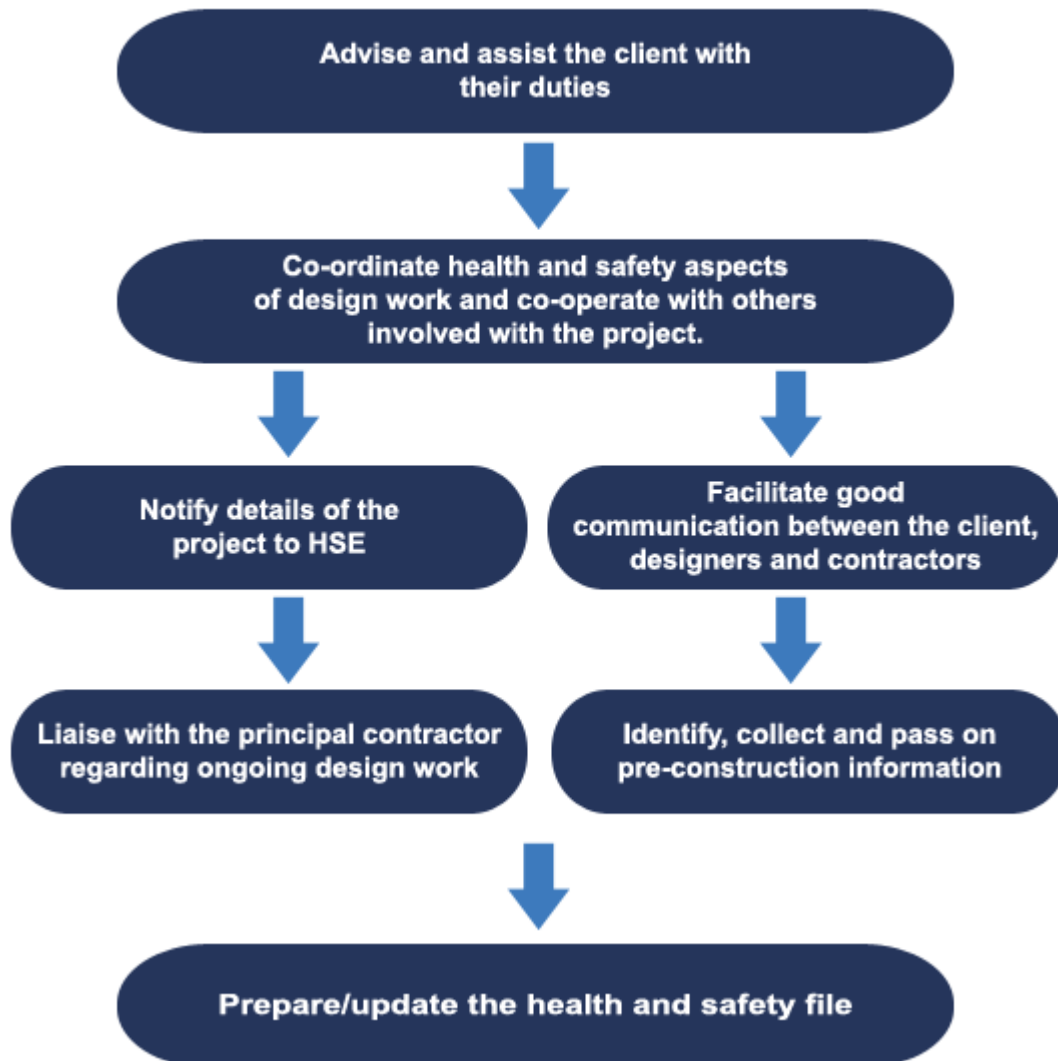 Advise and assist the client with
their duties
Co-ordinate health and safety aspects
of design work and co-operate with others
involved with the project.
Notify details of the
project to HSE
Facilitate good
communication between the client,
designers and contractors
Liaise with the principal contractor
regarding ongoing design work
Identify, collect and pass on
pre-construction information
Prepare/update the health and safety file